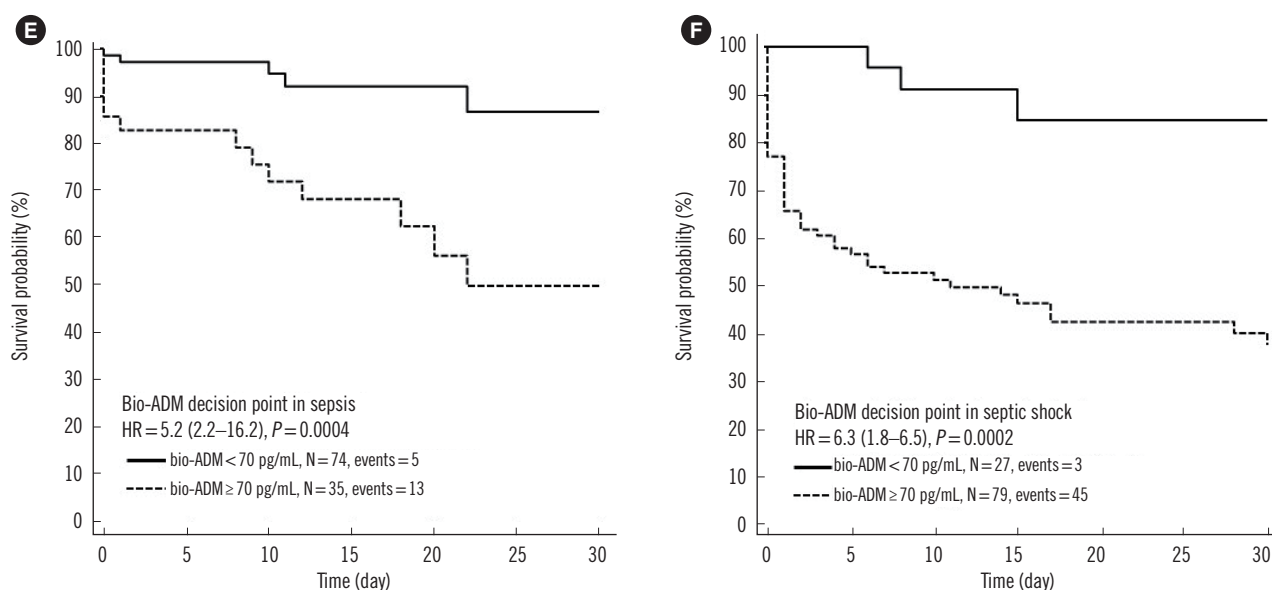 E
100
90
80
70
60
50
40
30
20
10
0
Survival probability (%)
Bio-ADM decision point in sepsis
HR=5.2 (2.2–16.2), P=0.0004
bio-ADM<70 pg/mL, N=74, events=5
bio-ADM≥70 pg/mL, N=35, events=13
0 5 10 15 20 25 30
Time (day)
F
100
90
80
70
60
50
40
30
20
10
0
Survival probability (%)
Bio-ADM decision point in septic shock
HR=6.3 (1.8–6.5), P=0.0002
bio-ADM<70 pg/mL, N=27, events=3
bio-ADM≥70 pg/mL, N=79, events=45
0 5 10 15 20 25 30
Time (day)